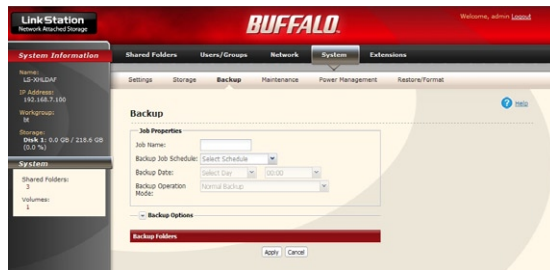 LinkStation
Network Attached Storage
BUFFALO
Welcome, admin Logout
System Information
Shared Folders Users/Groups Network System Extensions
Settings Storage Backup Maintenance Power Management Restore/Format
Name:
LS-XHLDAF
IP Address:
192.168.7.100
Workgroup:
Storage:
Disk 1: 0.0 GB / 218.6 GB
(0.0 %)
System
Shared Folders:
3
Volumes:
1
Help
Backup
Job Properties
Job Name:
Backup Job Schedule: Select Schedule
Backup Date: Select Day 00:00
Backup Operation Mode: Normal Backup
Backup Options
Backup Folders
Apply Cancel